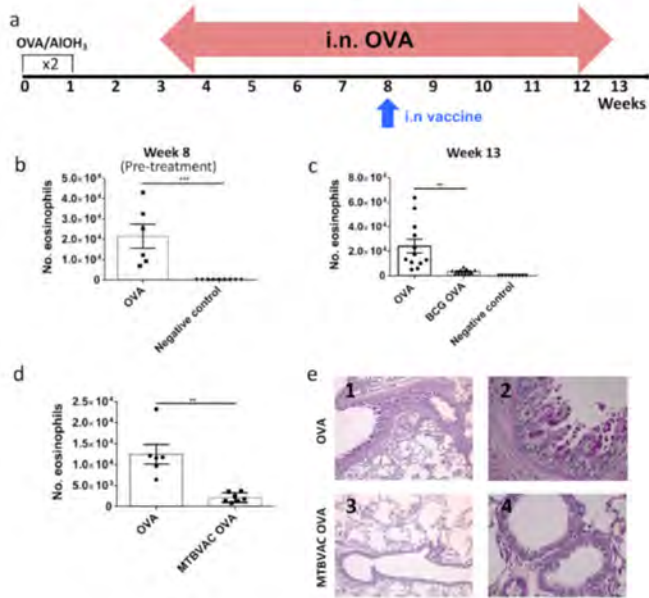 a
i.n. OVA
OVA/AlOH₃
x2
0 1 2 3 4 5 6 7 8 9 10 11 12 13
Weeks
i.n vaccine
b
Week 8
(Pre-treatment)
***
No. eosinophils
5.0×10⁴
4.0×10⁴
3.0×10⁴
2.0×10⁴
1.0×10⁴
0
OVA
Negative control
c
Week 13
**
No. eosinophils
8.0×10⁴
6.0×10⁴
4.0×10⁴
2.0×10⁴
0
OVA
BCG OVA
Negative control
d
**
No. eosinophils
2.5×10⁴
2.0×10⁴
1.5×10⁴
1.0×10⁴
5.0×10³
0
OVA
MTBVAC OVA
e
OVA
1
2
MTBVAC OVA
3
4